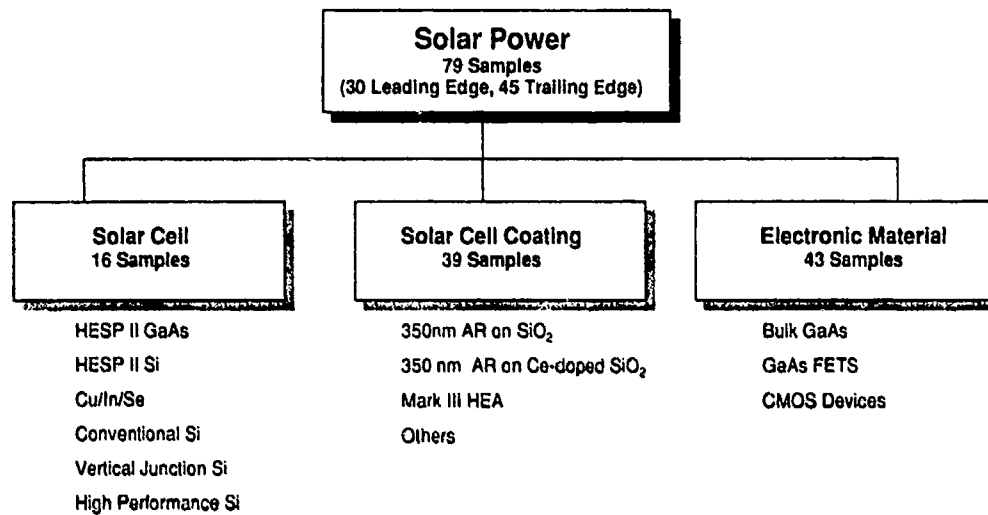 Solar Power
79 Samples
(30 Leading Edge, 45 Trailing Edge)
Solar Cell
16 Samples
Solar Cell Coating
39 Samples
Electronic Material
43 Samples
HESP II GaAs
HESP II Si
Cu/In/Se
Conventional Si
Vertical Junction Si
High Performance Si
350nm AR on SiO₂
350 nm AR on Ce-doped SiO₂
Mark III HEA
Others
Bulk GaAs
GaAs FETS
CMOS Devices